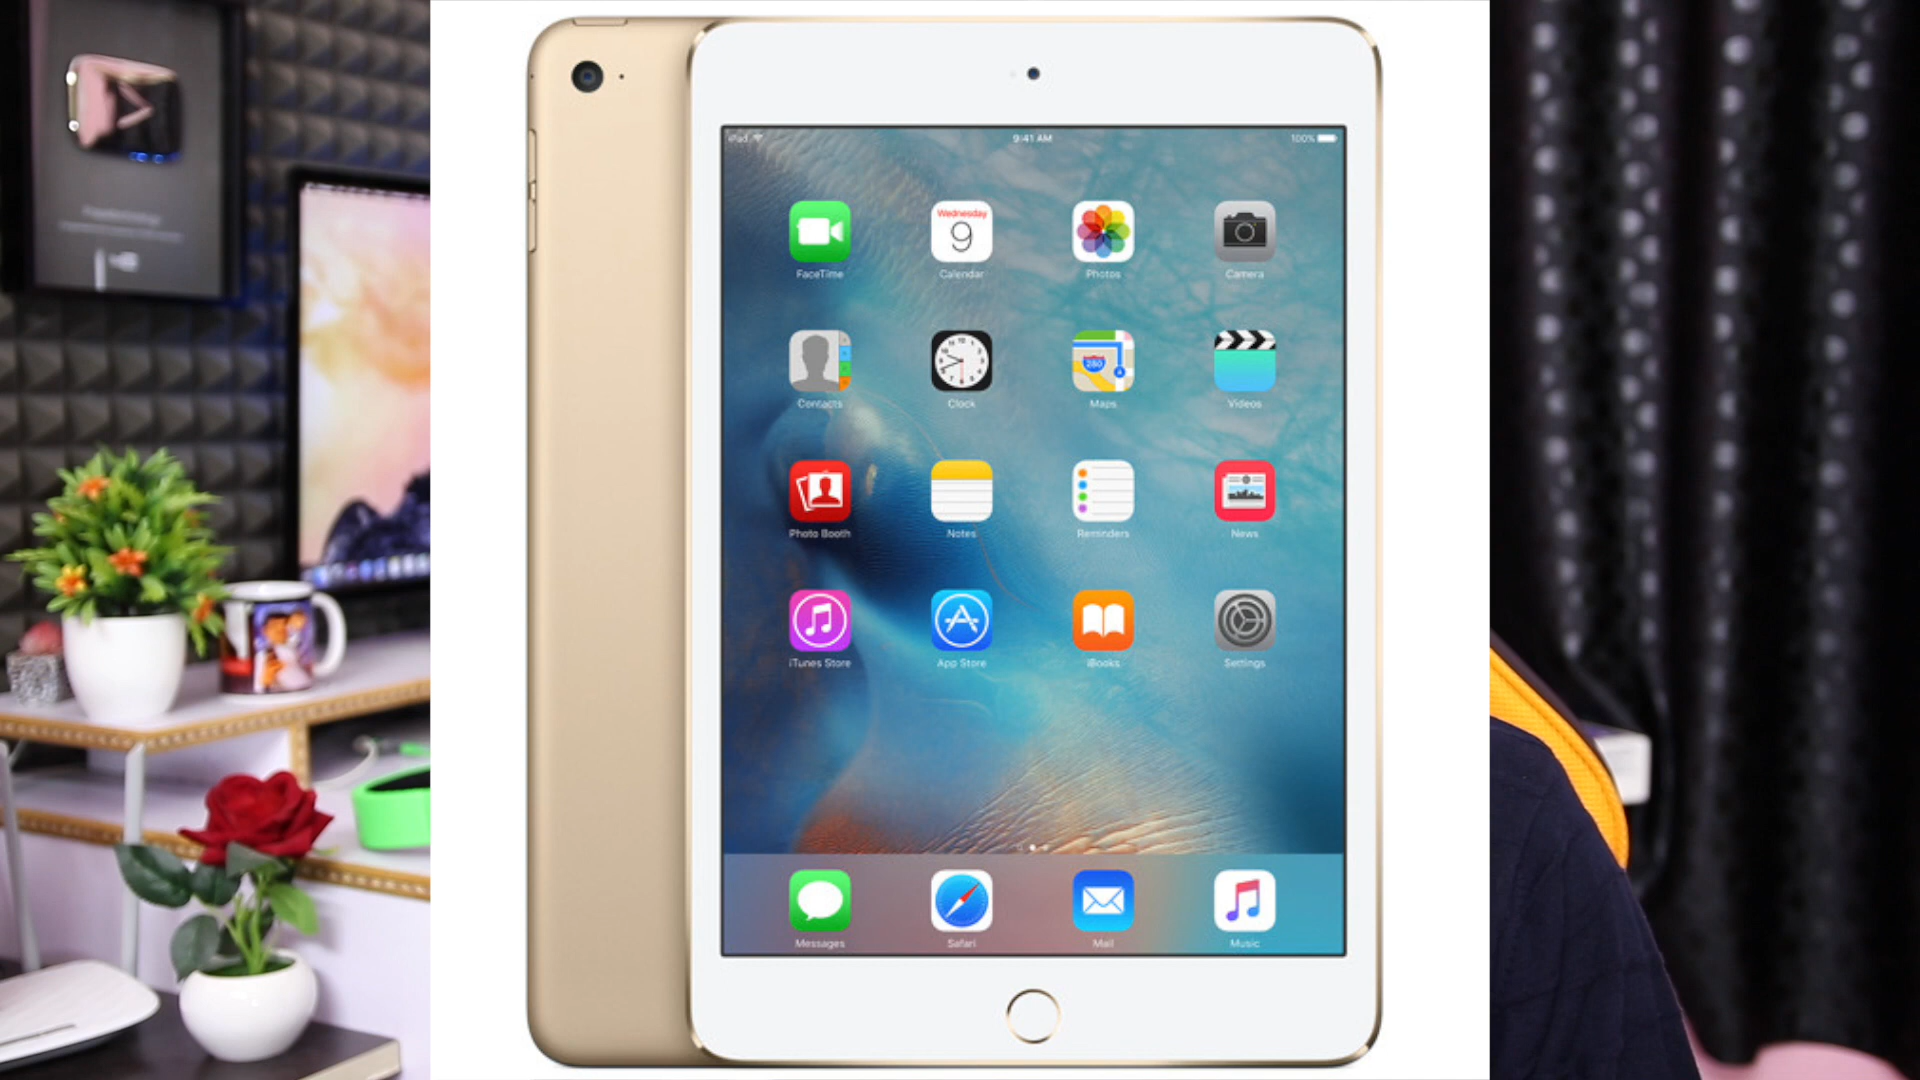 iPad
9:41 AM
100%
Wednesday
9
FaceTime
Calendar
Photos
Camera
Contacts
Clock
280
Maps
Videos
Photo Booth
Notes
Reminders
News
iTunes Store
App Store
iBooks
Settings
Messages
Safari
Mail
Music